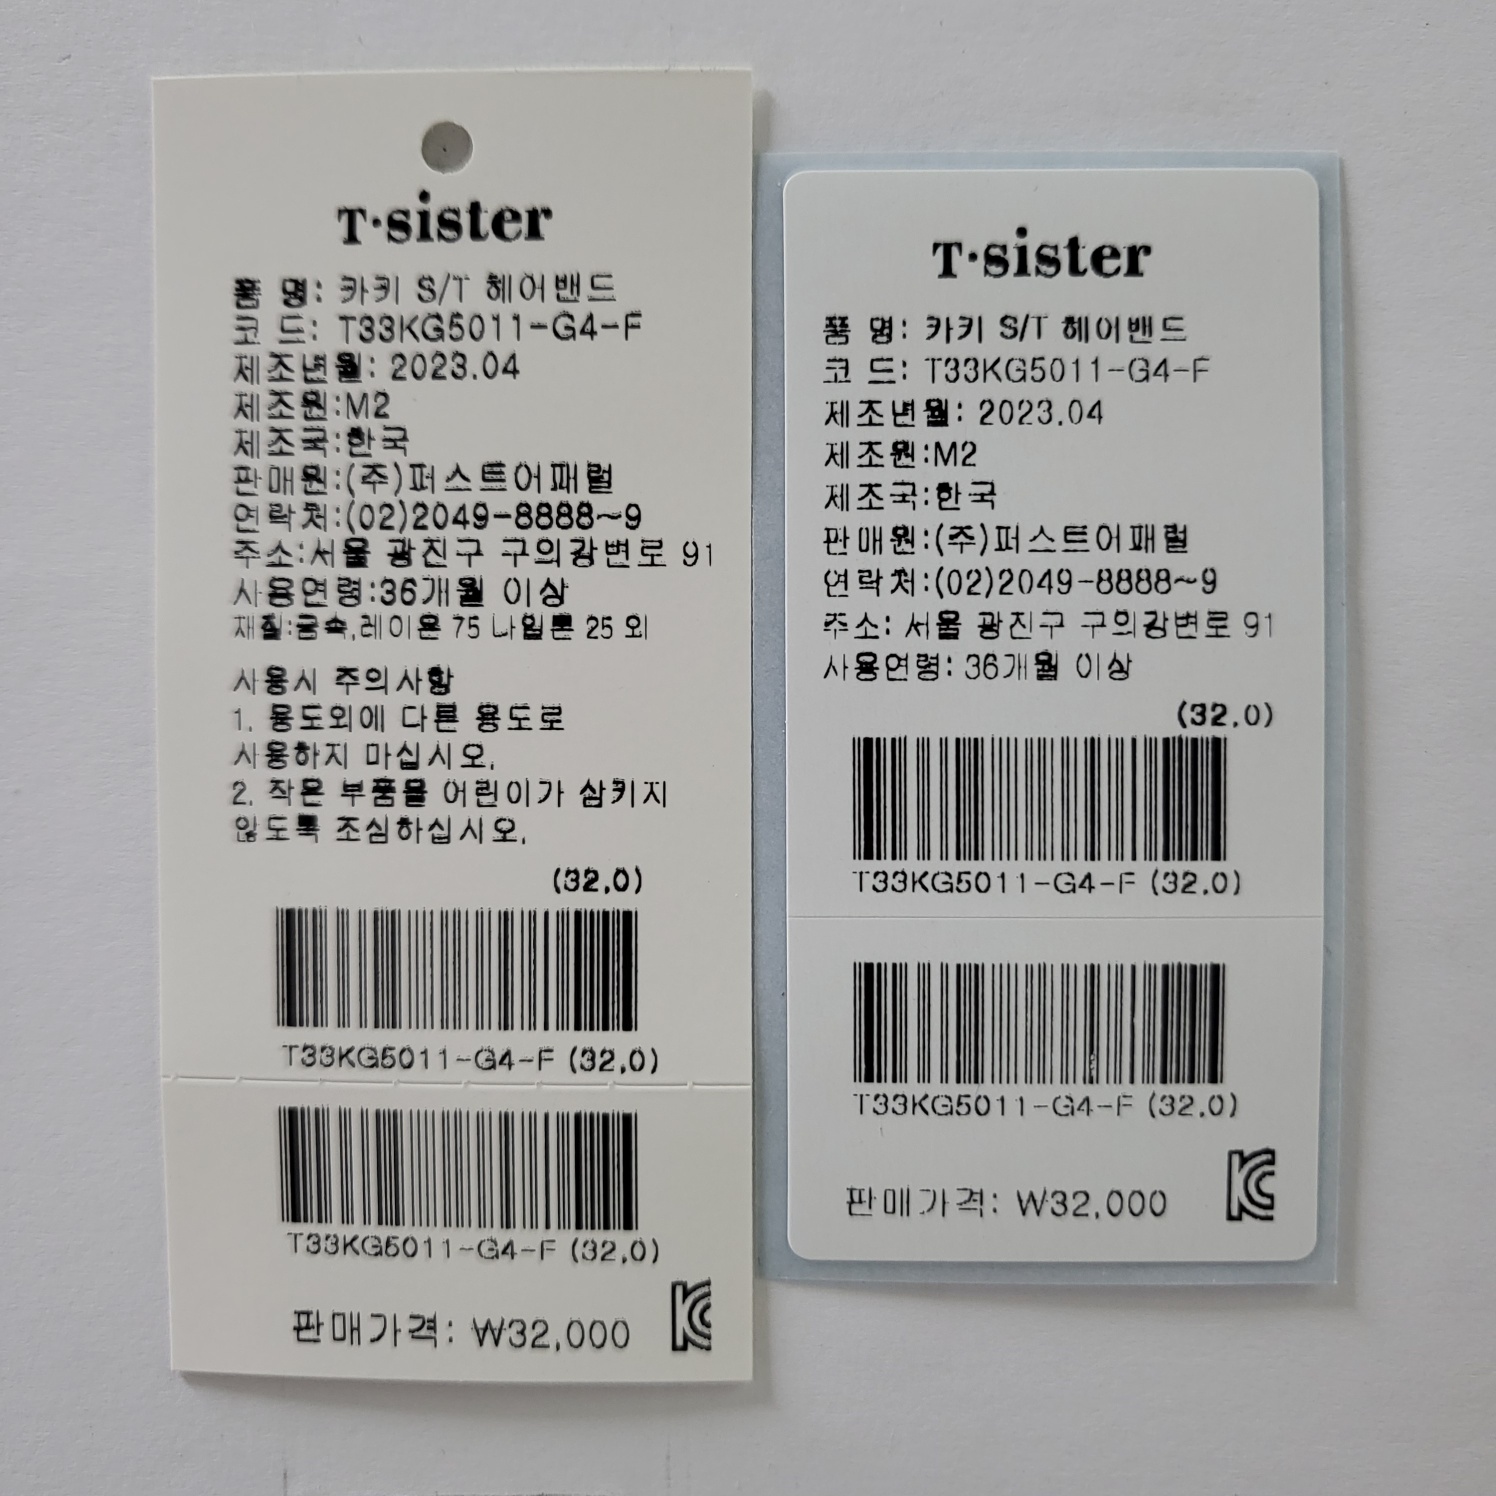 T·sister
품 명: 카키 S/T 헤어밴드
코 드: T33KG5011-G4-F
제조년월: 2023.04
제조원:M2
제조국:한국
판매원:(주)퍼스트어패럴
연락처:(02)2049-8888~9
주소:서울 광진구 구의강변로 91
사용연령:36개월 이상
재질:금속,레이온 75 나일론 25 외
사용시 주의사항
1. 용도외에 다른 용도로
사용하지 마십시오.
2. 작은 부품을 어린이가 삼키지
않도록 조심하십시오.
(32.0)
T33KG5011-G4-F (32.0)
T33KG5011-G4-F (32.0)
판매가격: ₩32,000
KC
T·sister
품 명: 카키 S/T 헤어밴드
코 드: T33KG5011-G4-F
제조년월: 2023.04
제조원:M2
제조국:한국
판매원:(주)퍼스트어패럴
연락처:(02)2049-8888~9
주소: 서울 광진구 구의강변로 91
사용연령: 36개월 이상
(32.0)
T33KG5011-G4-F (32.0)
T33KG5011-G4-F (32.0)
판매가격: ₩32,000
KC